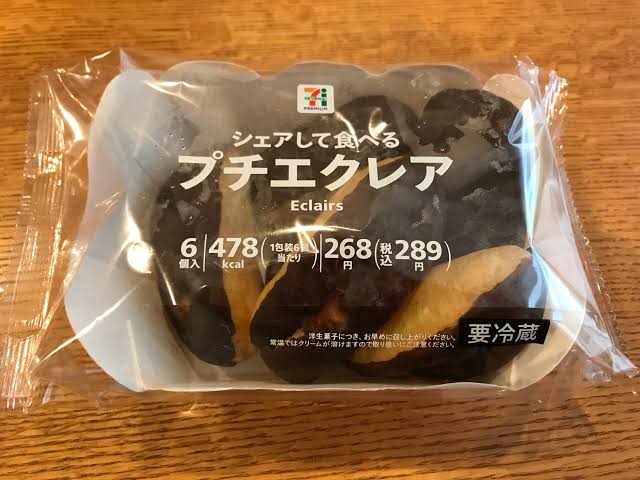 7i
SEVEN&i
PREMIUM
シェアして食べる
プチエクレア
Eclairs
6個入 478kcal (1包装6個当たり) 268円 (税込289円)
洋生菓子につき、お早めに召し上がりください。
常温ではクリームが溶けますので取り扱いにご注意ください。
要冷蔵